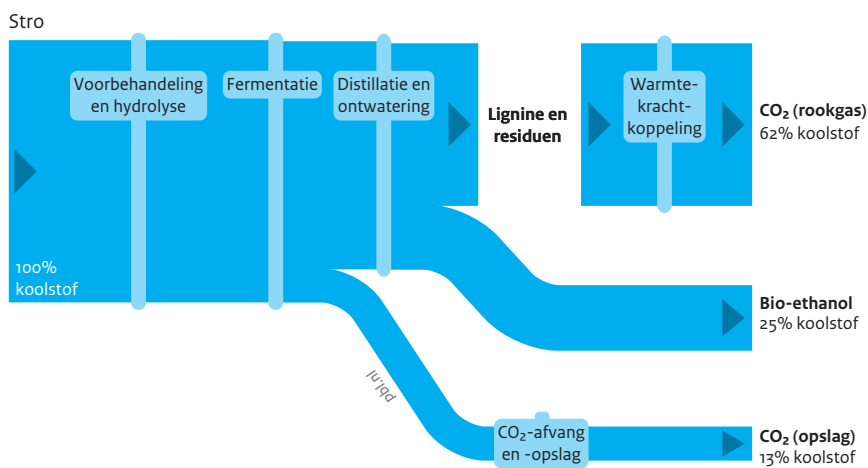 Stro
Voorbehandeling
en hydrolyse
Fermentatie
Distillatie en
ontwatering
Lignine en
residuen
Warmte-
kracht-
koppeling
CO₂ (rookgas)
62% koolstof
100%
koolstof
Bio-ethanol
25% koolstof
pbl.nl
CO₂-afvang
en -opslag
CO₂ (opslag)
13% koolstof